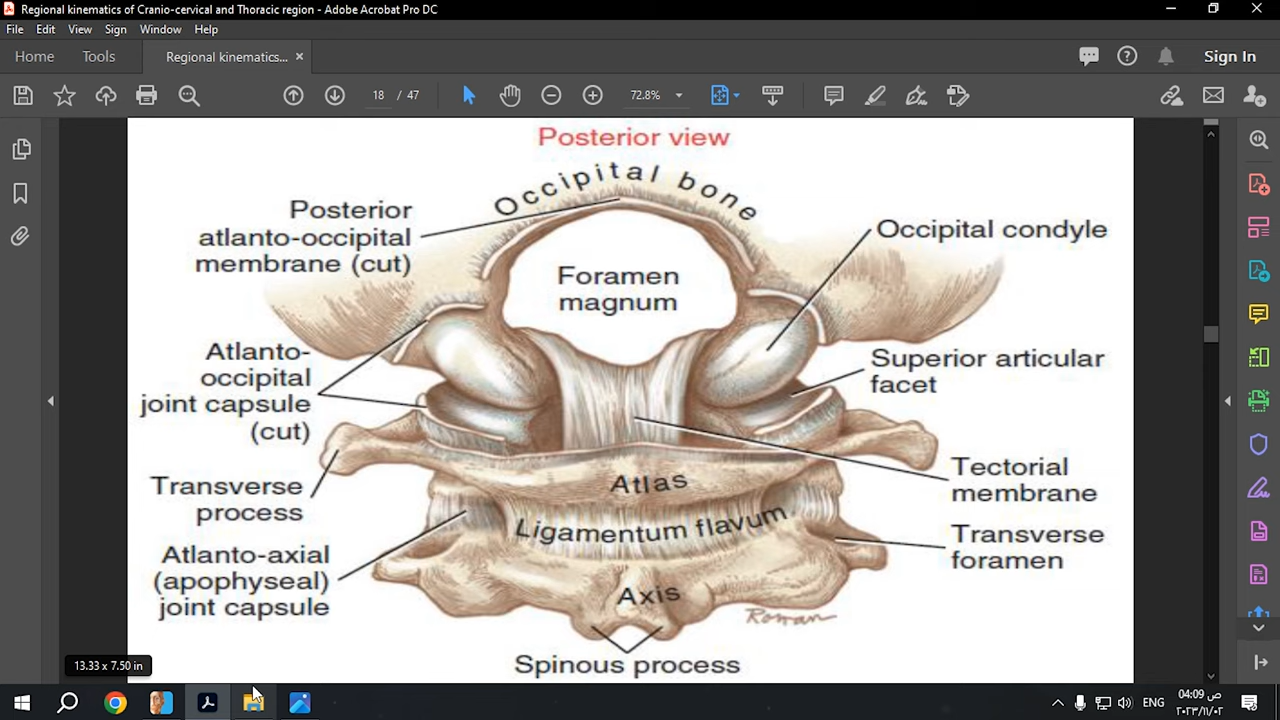 Regional kinematics of Cranio-cervical and Thoracic region - Adobe Acrobat Pro DC
File Edit View Sign Window Help
Home Tools Regional kinematics... × Sign In
18 / 47 72.8%
Posterior view
Occipital bone
Posterior
atlanto-occipital
membrane (cut)
Foramen
magnum
Occipital condyle
Atlanto-
occipital
joint capsule
(cut)
Superior articular
facet
Transverse
process
Atlas
Tectorial
membrane
Ligamentum flavum
Transverse
foramen
Atlanto-axial
(apophyseal)
joint capsule
Axis
Roman
Spinous process
13.33 x 7.50 in
ENG
04:09 ص
٢٠٢٣/١١/٠٢